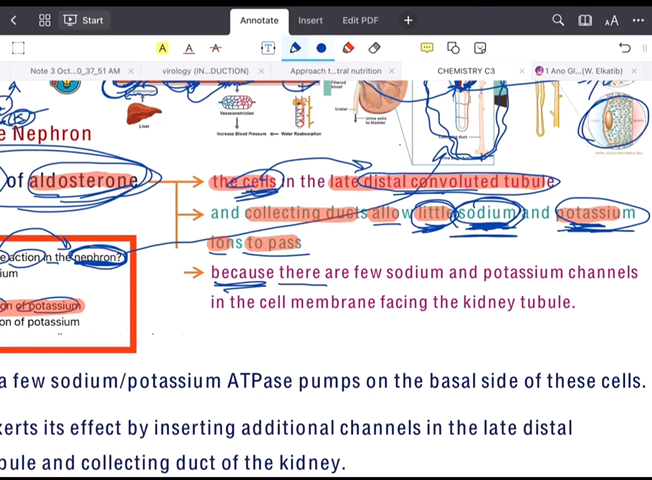 Start
Annotate
Insert
Edit PDF
AA
Note 3 Oct...0_37_51 AM
virology (IN...DUCTION)
Approach t...tral nutrition
CHEMISTRY C3
1 Ano Gl...(W. Elkatib)
Liver
Vasoconstriction
Increase Blood Pressure
Water Reabsorption
Filtered blood
Ureter
Urine exits to bladder
e Nephron
of aldosterone
the cells in the late distal convoluted tubule
and collecting ducts allow little sodium and potassium
ions to pass
e action in the nephron?
ium
on of potassium
on of potassium
because there are few sodium and potassium channels
in the cell membrane facing the kidney tubule.
a few sodium/potassium ATPase pumps on the basal side of these cells.
xerts its effect by inserting additional channels in the late distal
bule and collecting duct of the kidney.